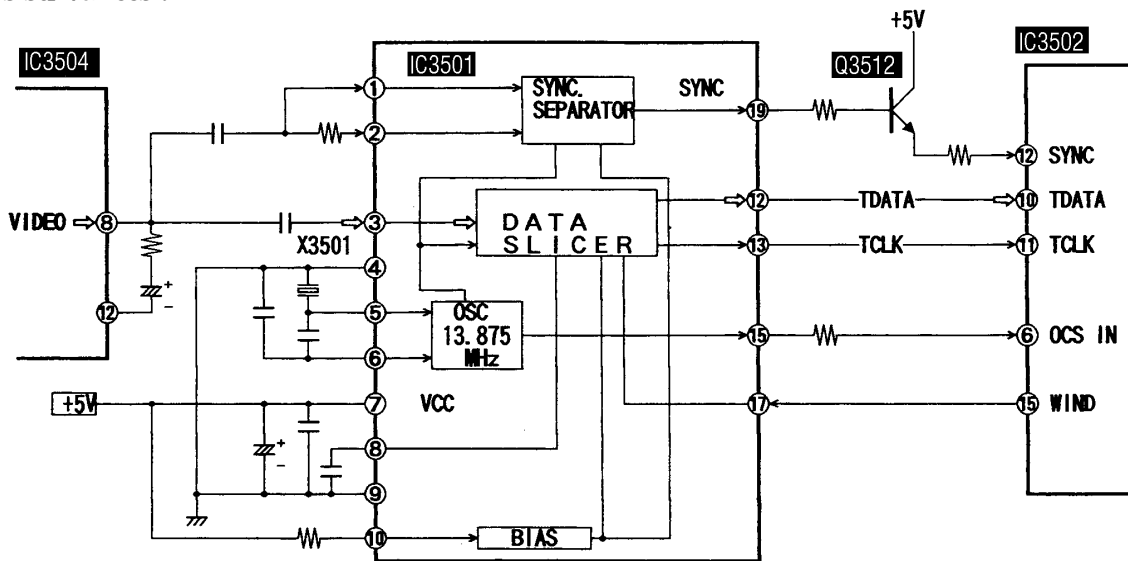 IC3504
IC3501
Q3512
+5V
IC3502
1
2
SYNC.
SEPARATOR
SYNC
19
12 SYNC
VIDEO 8
3
DATA
SLICER
12 TDATA 10 TDATA
13 TCLK 11 TCLK
X3501
4
12
5
OSC
13.875
MHz
6
15
6 OCS IN
+5V
7 VCC
17
15 WIND
8
9
10
BIAS
+
-
+
-